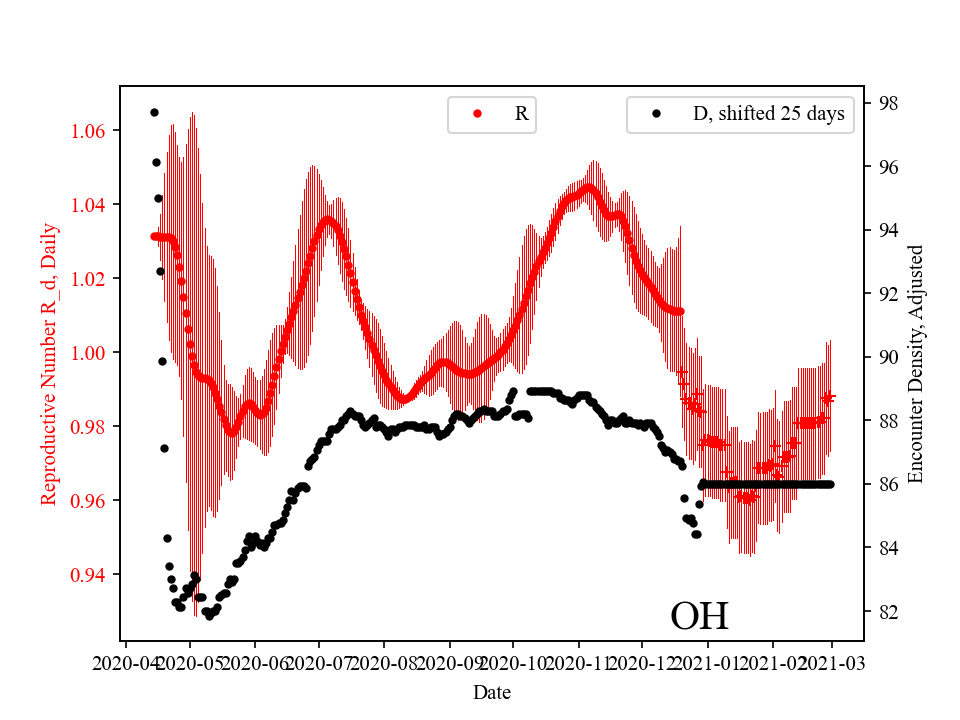 R
D, shifted 25 days
Reproductive Number R_d, Daily
1.06
1.04
1.02
1.00
0.98
0.96
0.94
98
96
94
92
90
88
86
84
82
Encounter Density, Adjusted
OH
2020-04 2020-05 2020-06 2020-07 2020-08 2020-09 2020-10 2020-11 2020-12 2021-01 2021-02 2021-03
Date